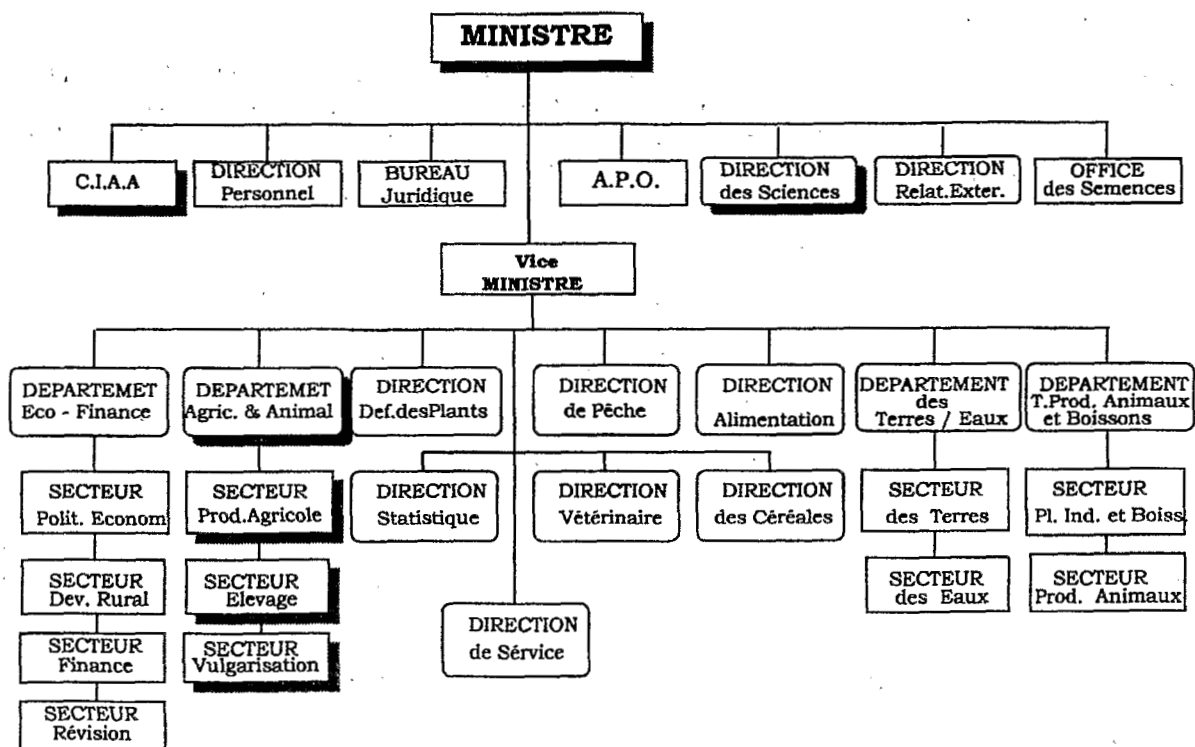 MINISTRE
C.I.A.A
DIRECTION
Personnel
BUREAU
Juridique
A.P.O.
DIRECTION
des Sciences
DIRECTION
Relat.Exter.
OFFICE
des Semences
Vice
MINISTRE
DEPARTEMET
Eco - Finance
DEPARTEMET
Agric. & Animal
DIRECTION
Def.desPlants
DIRECTION
de Pêche
DIRECTION
Alimentation
DEPARTEMENT
des
Terres / Eaux
DEPARTEMENT
T.Prod. Animaux
et Boissons
SECTEUR
Polit. Econom
SECTEUR
Prod.Agricole
DIRECTION
Statistique
DIRECTION
Vétérinaire
DIRECTION
des Céréales
SECTEUR
des Terres
SECTEUR
Pl. Ind. et Boiss.
SECTEUR
Dev. Rural
SECTEUR
Elevage
SECTEUR
des Eaux
SECTEUR
Prod. Animaux
DIRECTION
de Sérvice
SECTEUR
Finance
SECTEUR
Vulgarisation
SECTEUR
Révision